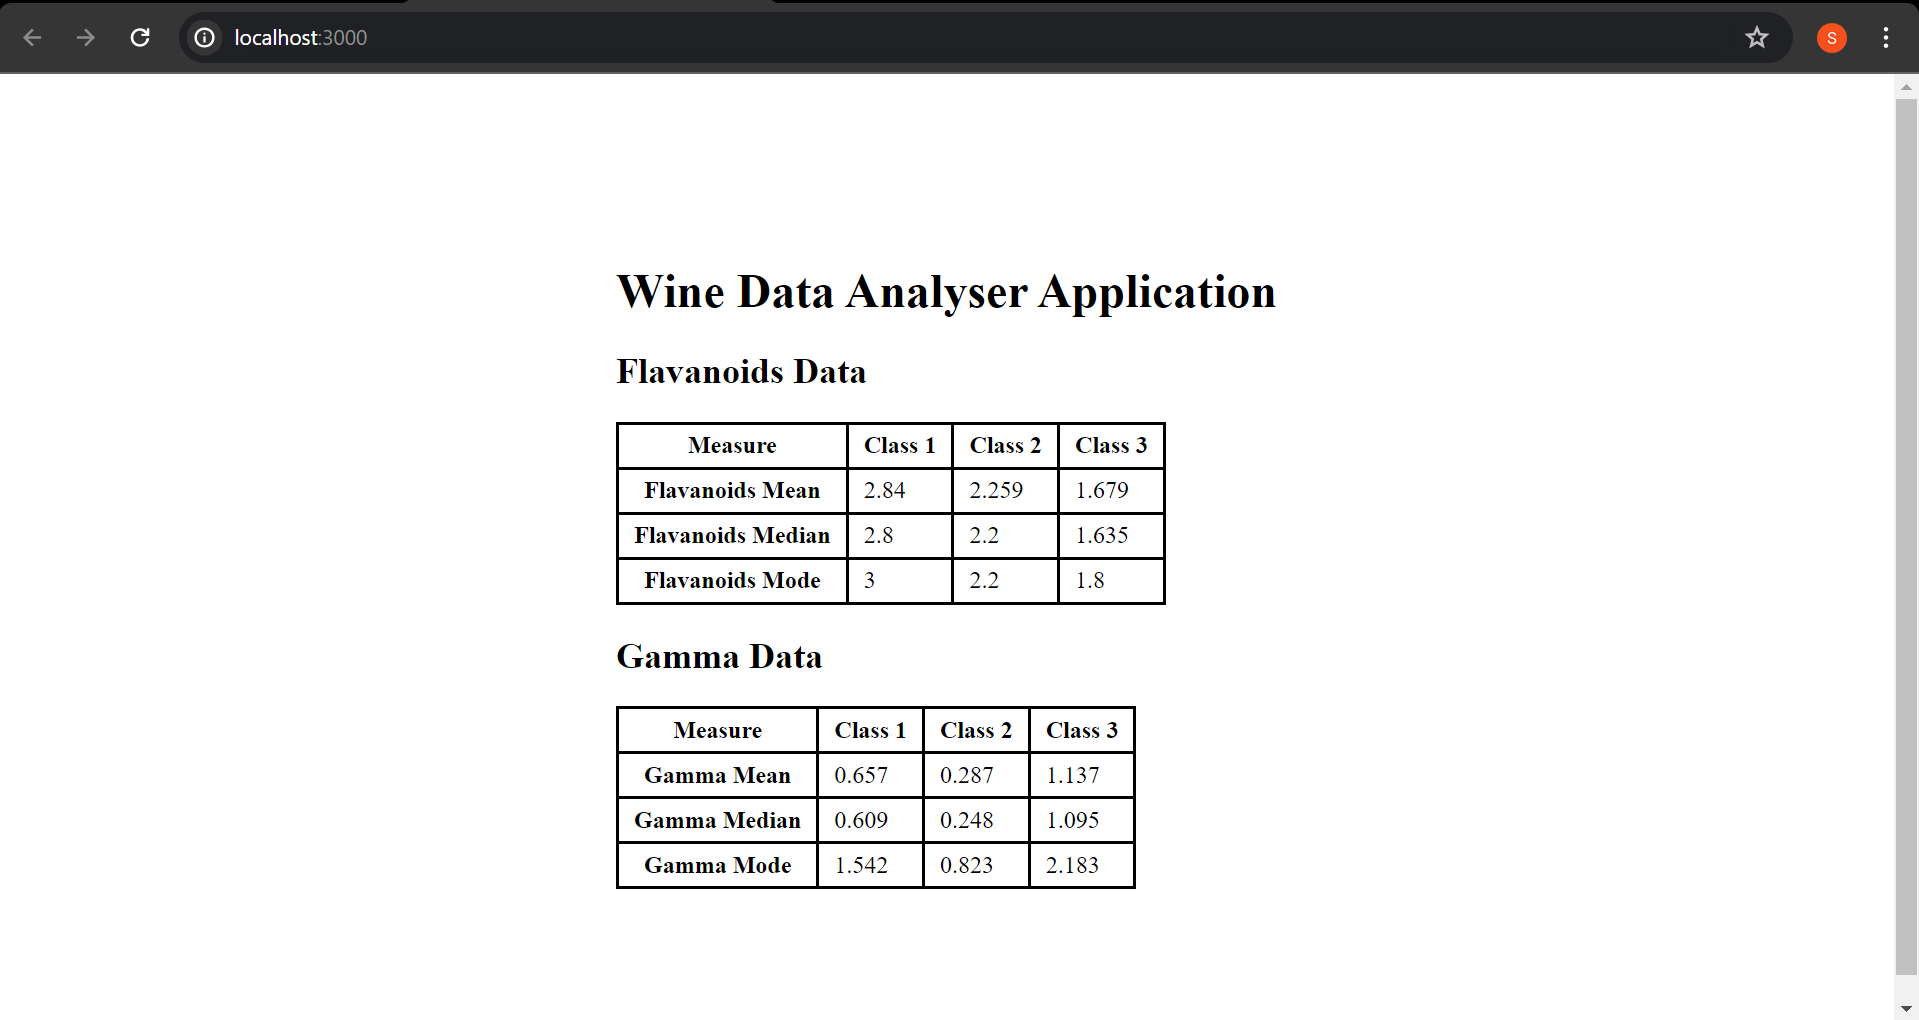 localhost:3000
S
Wine Data Analyser Application
Flavanoids Data
Measure Class 1 Class 2 Class 3
Flavanoids Mean 2.84 2.259 1.679
Flavanoids Median 2.8 2.2 1.635
Flavanoids Mode 3 2.2 1.8
Gamma Data
Measure Class 1 Class 2 Class 3
Gamma Mean 0.657 0.287 1.137
Gamma Median 0.609 0.248 1.095
Gamma Mode 1.542 0.823 2.183